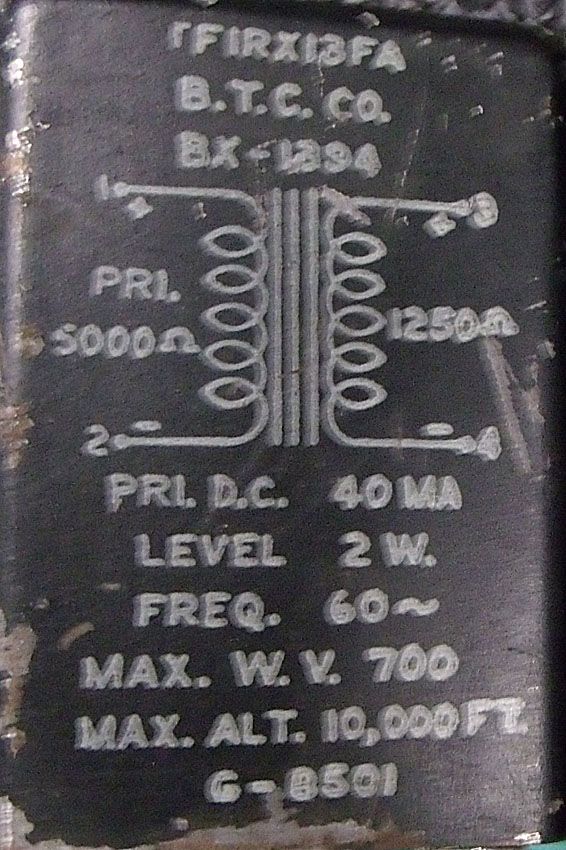 TF1RX13FA
B.T.C. CO.
BX-1394
1 + + 3
PRI.
5000Ω 1250Ω
2 - - 4
PRI. D.C. 40 MA
LEVEL 2 W.
FREQ. 60~
MAX. W. V. 700
MAX. ALT. 10,000 FT.
G-8501